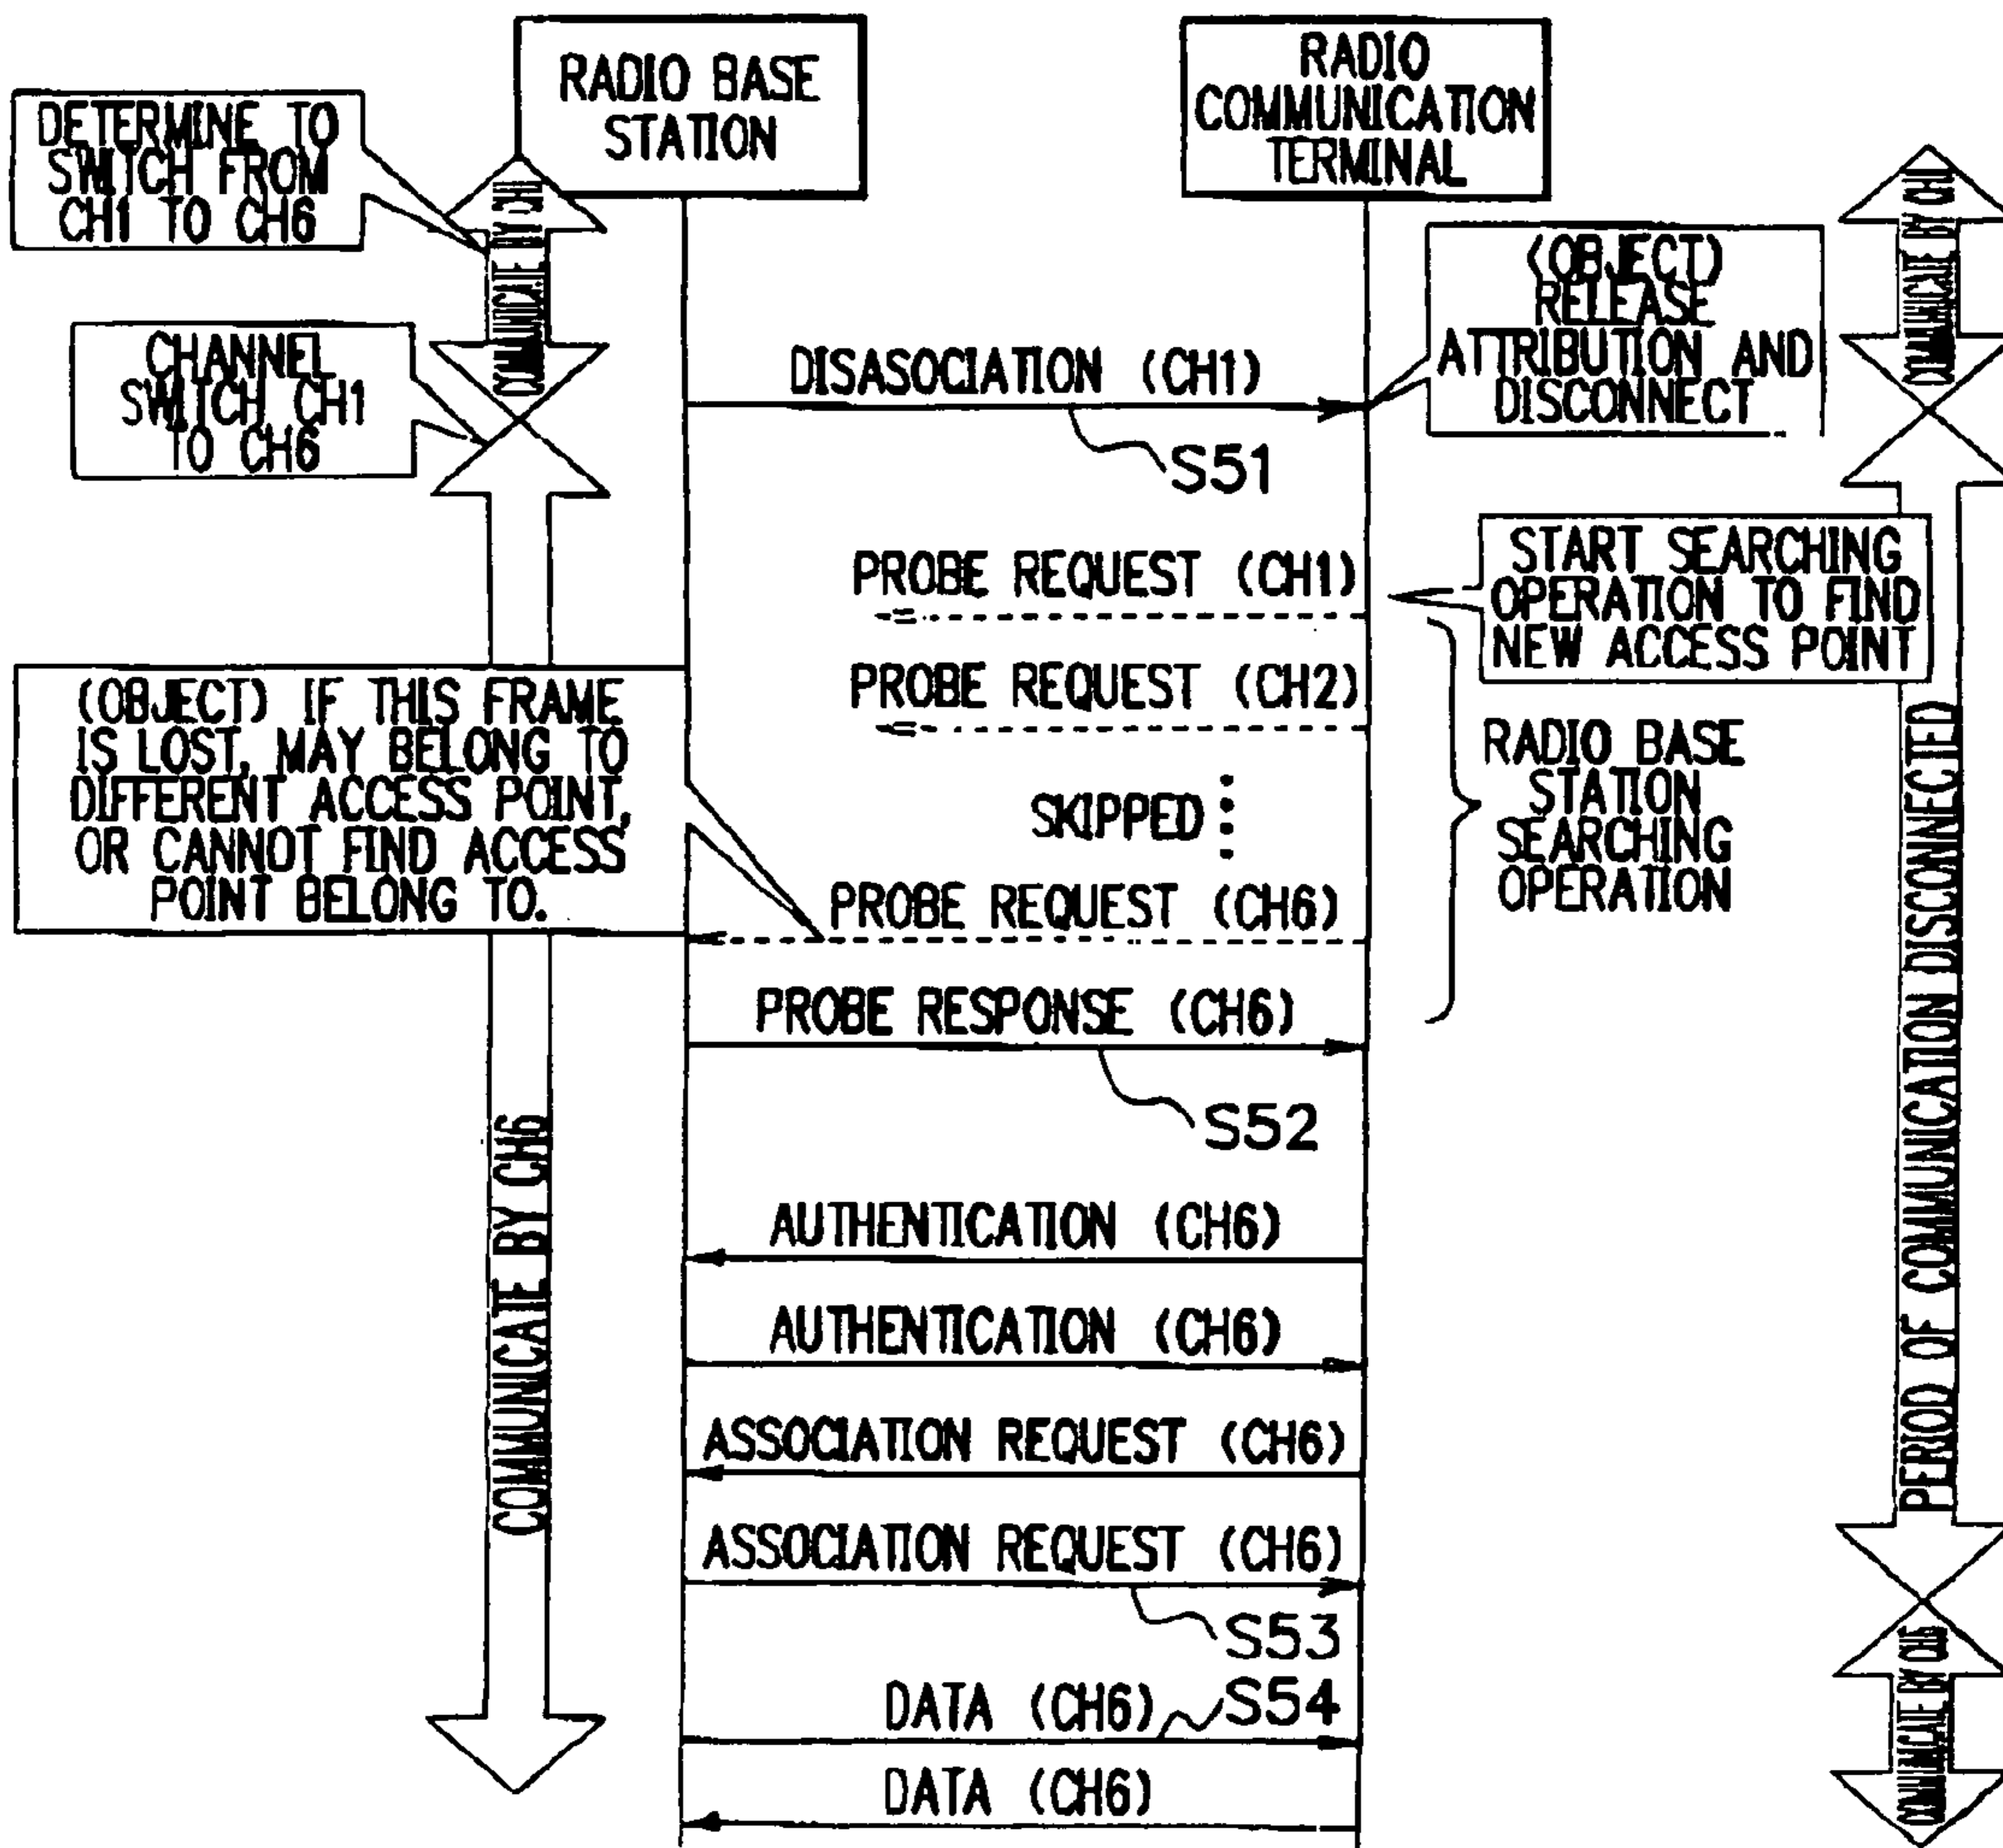 RADIO BASE
STATION
RADIO
COMMUNICATION
TERMINAL
DETERMINE TO
SWITCH FROM
CH1 TO CH6
COMMUNICATE BY CH1
COMMUNICATE BY CH1
(OBJECT)
RELEASE
ATTRIBUTION AND
DISCONNECT
CHANNEL
SWITCH CH1
TO CH6
DISASOCIATION (CH1)
S51
PROBE REQUEST (CH1)
START SEARCHING
OPERATION TO FIND
NEW ACCESS POINT
PROBE REQUEST (CH2)
(OBJECT) IF THIS FRAME
IS LOST, MAY BELONG TO
DIFFERENT ACCESS POINT,
OR CANNOT FIND ACCESS
POINT BELONG TO.
SKIPPED
RADIO BASE
STATION
SEARCHING
OPERATION
PROBE REQUEST (CH6)
PROBE RESPONSE (CH6)
S52
COMMUNICATE BY CH6
PERIOD OF COMMUNICATION DISCONNECTED
AUTHENTICATION (CH6)
AUTHENTICATION (CH6)
ASSOCIATION REQUEST (CH6)
ASSOCIATION REQUEST (CH6)
S53
DATA (CH6)
S54
COMMUNICATE BY CH6
DATA (CH6)